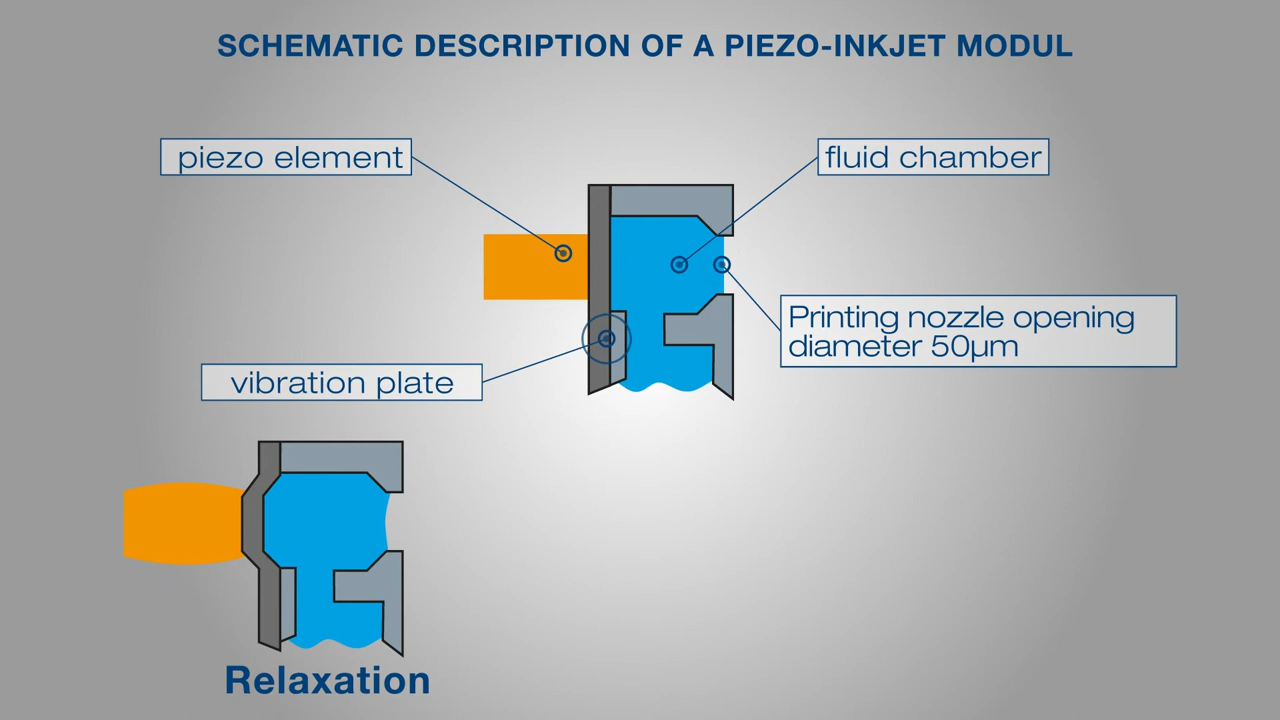 SCHEMATIC DESCRIPTION OF A PIEZO-INKJET MODUL
piezo element
fluid chamber
Printing nozzle opening
diameter 50µm
vibration plate
Relaxation